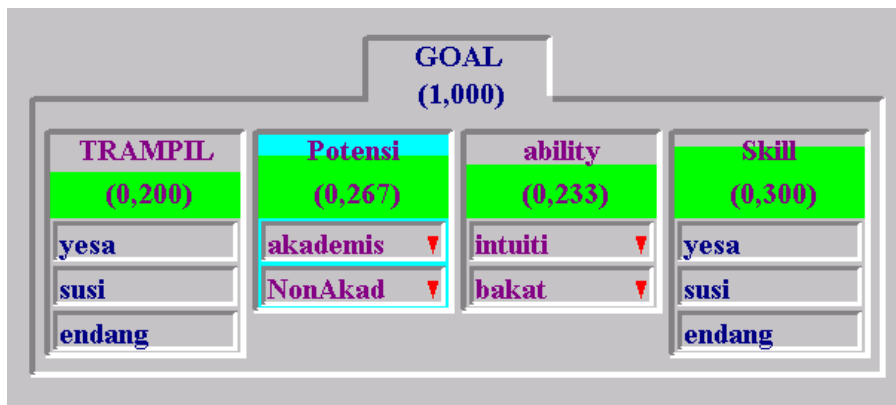 GOAL
(1,000)
TRAMPIL
(0,200)
yesa
susi
endang
Potensi
(0,267)
akademis
NonAkad
ability
(0,233)
intuiti
bakat
Skill
(0,300)
yesa
susi
endang